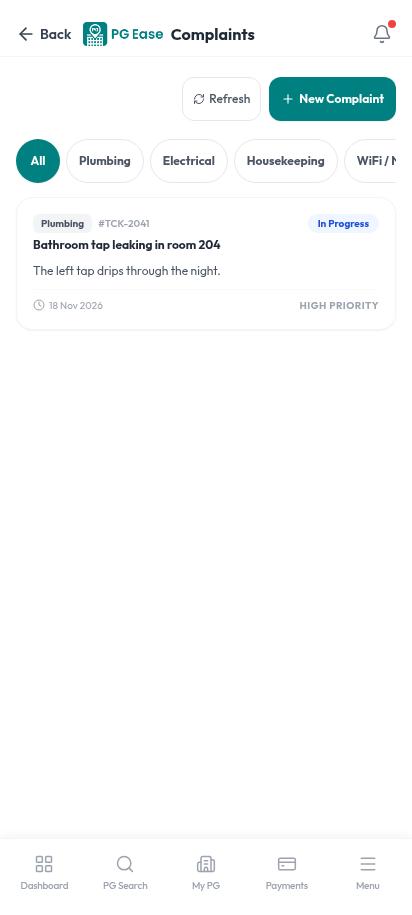 Back PG Ease Complaints
Refresh + New Complaint
All Plumbing Electrical Housekeeping WiFi /
Plumbing #TCK-2041 In Progress
Bathroom tap leaking in room 204
The left tap drips through the night.
18 Nov 2026 HIGH PRIORITY
Dashboard PG Search My PG Payments Menu